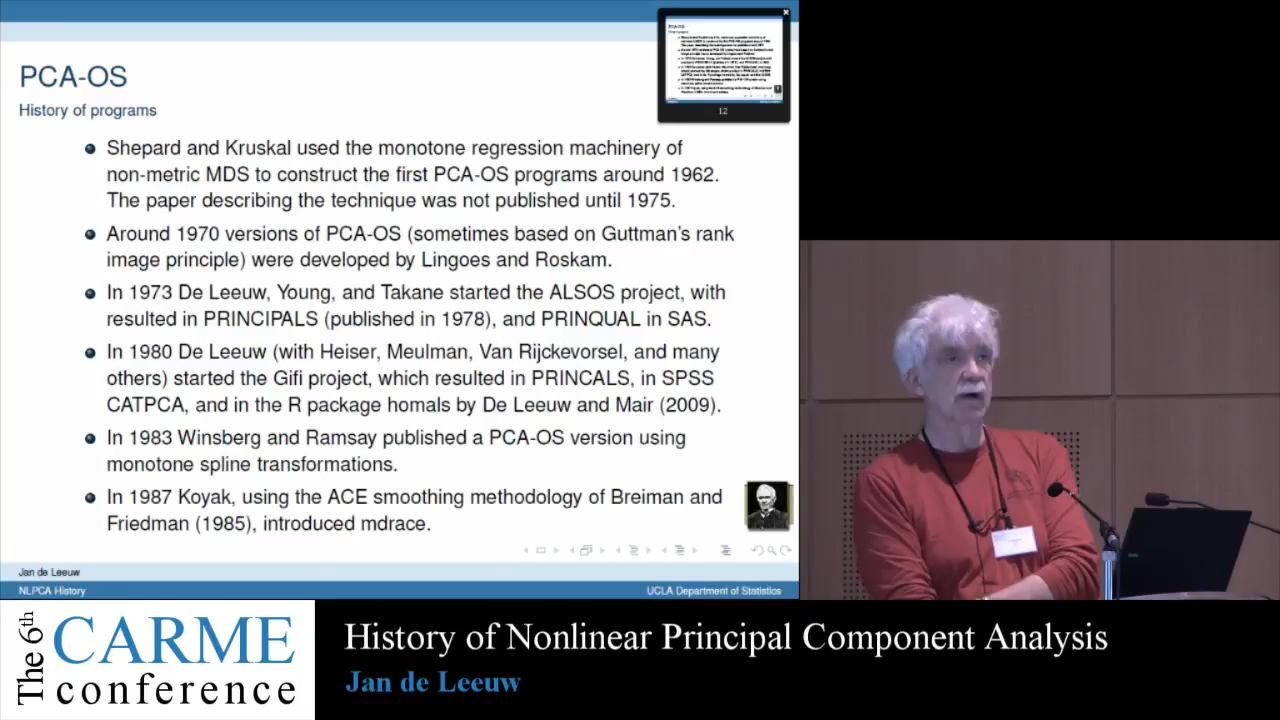 PCA-OS
History of programs
12
Shepard and Kruskal used the monotone regression machinery of
non-metric MDS to construct the first PCA-OS programs around 1962.
The paper describing the technique was not published until 1975.
Around 1970 versions of PCA-OS (sometimes based on Guttman's rank
image principle) were developed by Lingoes and Roskam.
In 1973 De Leeuw, Young, and Takane started the ALSOS project, with
resulted in PRINCIPALS (published in 1978), and PRINQUAL in SAS.
In 1980 De Leeuw (with Heiser, Meulman, Van Rijckevorsel, and many
others) started the Gifi project, which resulted in PRINCALS, in SPSS
CATPCA, and in the R package homals by De Leeuw and Mair (2009).
In 1983 Winsberg and Ramsay published a PCA-OS version using
monotone spline transformations.
In 1987 Koyak, using the ACE smoothing methodology of Breiman and
Friedman (1985), introduced mdrace.
Jan de Leeuw
NLPCA History
UCLA Department of Statistics
The 6th
CARME
conference
History of Nonlinear Principal Component Analysis
Jan de Leeuw